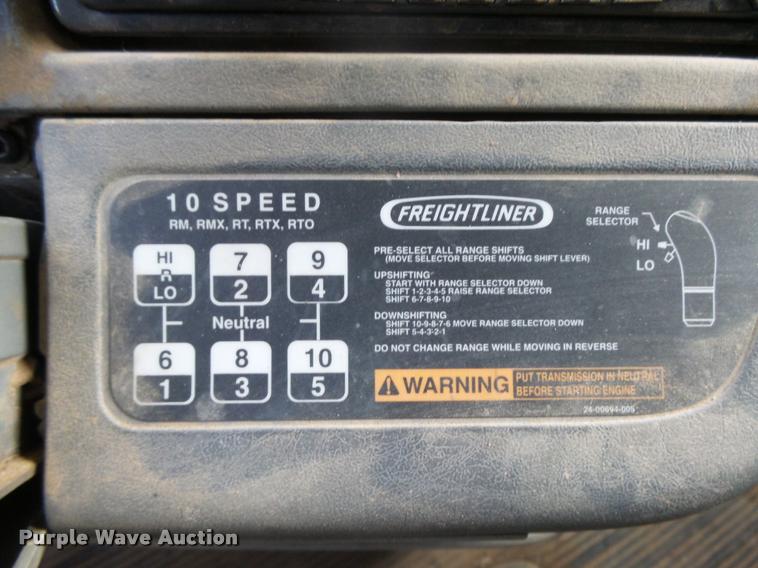 10 SPEED
RM, RMX, RT, RTX, RTO
HI
R
LO
7
2
9
4
Neutral
6
1
8
3
10
5
FREIGHTLINER
PRE-SELECT ALL RANGE SHIFTS
(MOVE SELECTOR BEFORE MOVING SHIFT LEVER)
UPSHIFTING
START WITH RANGE SELECTOR DOWN
SHIFT 1-2-3-4-5 RAISE RANGE SELECTOR
SHIFT 6-7-8-9-10
DOWNSHIFTING
SHIFT 10-9-8-7-6 MOVE RANGE SELECTOR DOWN
SHIFT 5-4-3-2-1
DO NOT CHANGE RANGE WHILE MOVING IN REVERSE
RANGE
SELECTOR
HI
LO
WARNING
PUT TRANSMISSION IN NEUTRAL
BEFORE STARTING ENGINE
24-00694-005
Purple Wave Auction